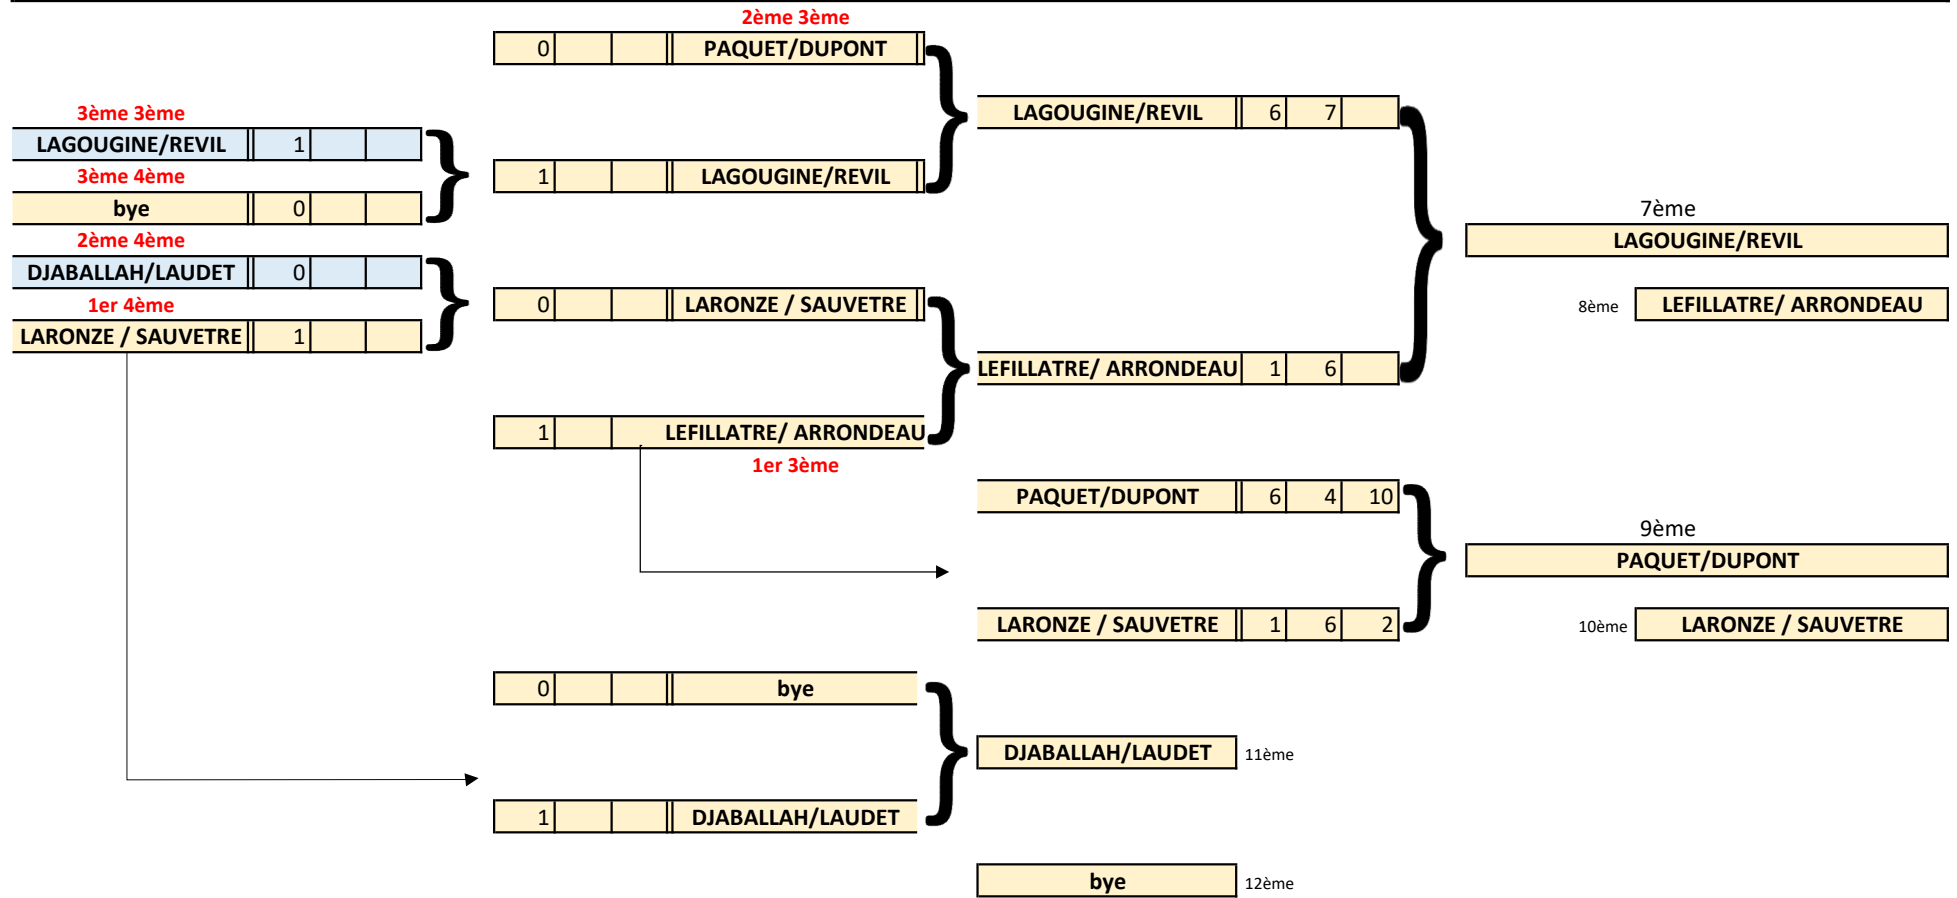 2ème 3ème
0 PAQUET/DUPONT
3ème 3ème
LAGOUGINE/REVIL 6 7
LAGOUGINE/REVIL 1
3ème 4ème
1 LAGOUGINE/REVIL
bye 0
7ème
2ème 4ème
LAGOUGINE/REVIL
DJABALLAH/LAUDET 0
1er 4ème
0 LARONZE / SAUVETRE
8ème LEFILLATRE/ ARRONDEAU
LARONZE / SAUVETRE 1
LEFILLATRE/ ARRONDEAU 1 6
1 LEFILLATRE/ ARRONDEAU
1er 3ème
PAQUET/DUPONT 6 4 10
9ème
PAQUET/DUPONT
LARONZE / SAUVETRE 1 6 2
10ème LARONZE / SAUVETRE
0 bye
DJABALLAH/LAUDET 11ème
1 DJABALLAH/LAUDET
bye 12ème